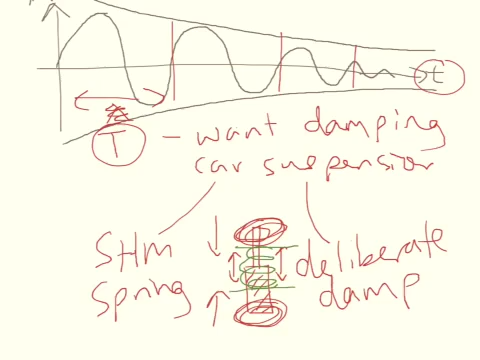 t
T - want damping
car suspension
SHM
spring
deliberate
damp